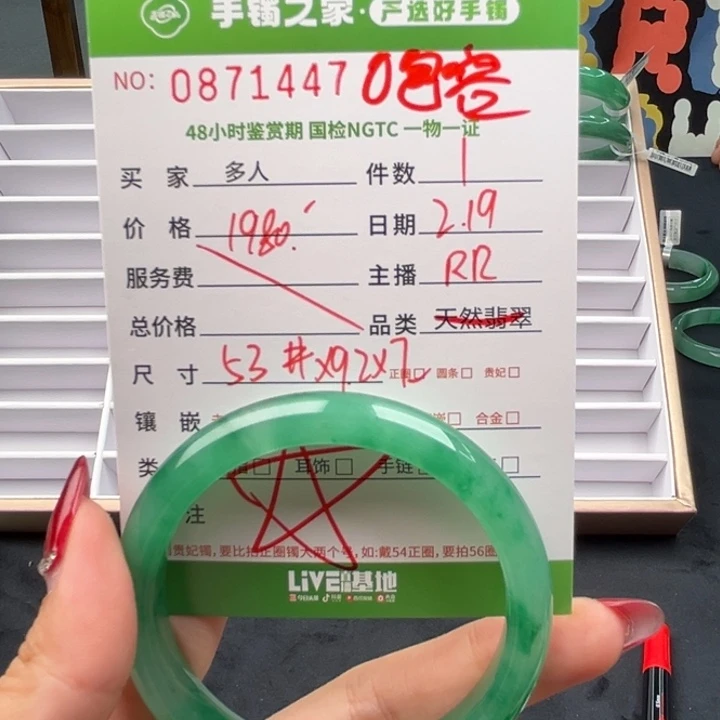 手镯之家·严选好手镯
NO: 08714470
48小时鉴赏期 国检NGTC 一物一证
买 家 多人 件数 1
价 格 1980. 日期 2.19
服务费 主播 RR
总价格 品类 天然翡翠
尺 寸 53 #x92x7 正圈 圆条 贵妃
镶 嵌 合金
类 耳饰 手链
注
贵妃镯,要比拍正圈镯大两个号,如:戴54正圈,要拍56圈
LIVE 基地